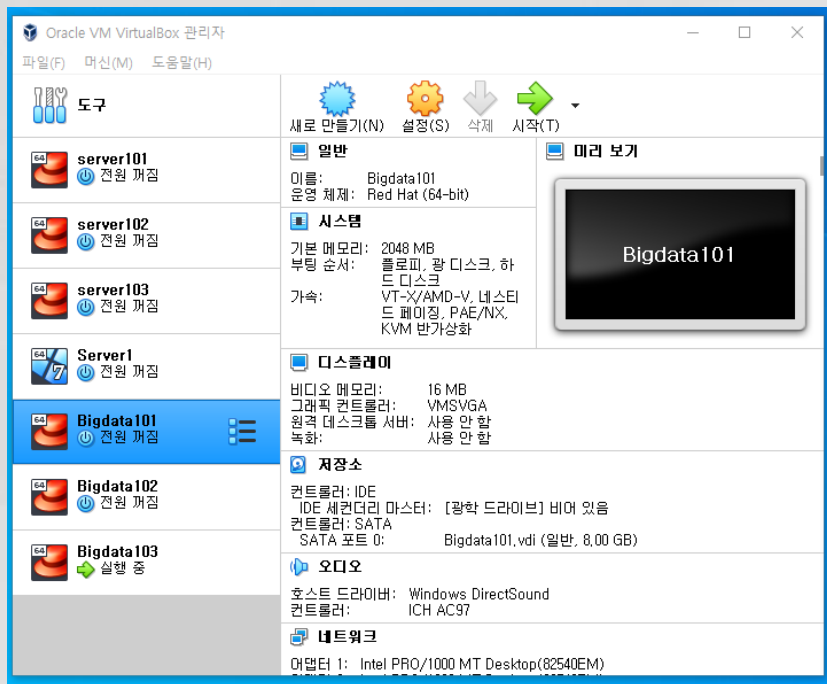 Oracle VM VirtualBox 관리자
파일(F) 머신(M) 도움말(H)
도구
새로 만들기(N) 설정(S) 삭제 시작(T)
64 server101
전원 꺼짐
64 server102
전원 꺼짐
64 server103
전원 꺼짐
64 7 Server1
전원 꺼짐
64 Bigdata101
전원 꺼짐
64 Bigdata102
전원 꺼짐
64 Bigdata103
실행 중
일반
이름: Bigdata101
운영 체제: Red Hat (64-bit)
미리 보기
Bigdata101
시스템
기본 메모리: 2048 MB
부팅 순서: 플로피, 광 디스크, 하
드 디스크
가속: VT-X/AMD-V, 네스티
드 페이징, PAE/NX,
KVM 반가상화
디스플레이
비디오 메모리: 16 MB
그래픽 컨트롤러: VMSVGA
원격 데스크톱 서버: 사용 안 함
녹화: 사용 안 함
저장소
컨트롤러: IDE
IDE 세컨더리 마스터: [광학 드라이브] 비어 있음
컨트롤러: SATA
SATA 포트 0: Bigdata101.vdi (일반, 8,00 GB)
오디오
호스트 드라이버: Windows DirectSound
컨트롤러: ICH AC97
네트워크
어댑터 1: Intel PRO/1000 MT Desktop(82540EM)